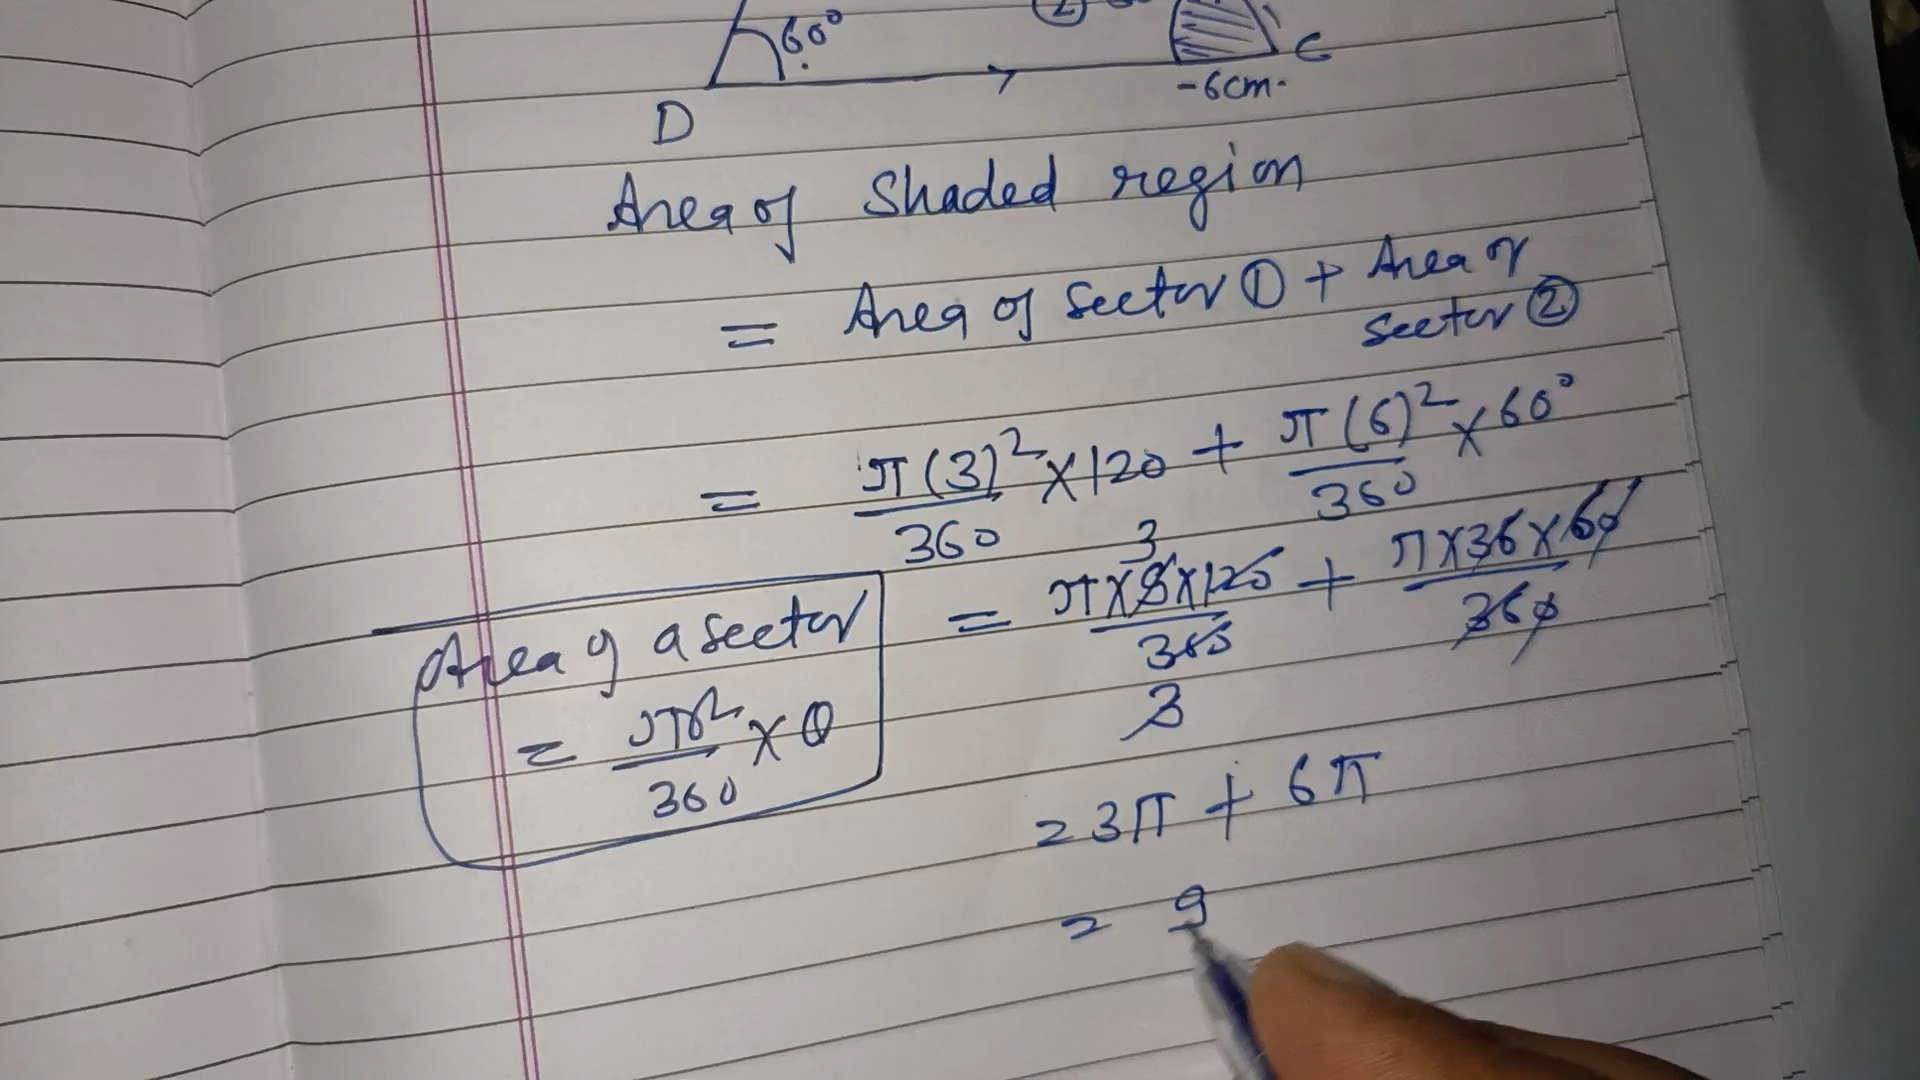 60°
②
C
-6cm-
D
Area of Shaded region
= Area of Sector ① + Area of
Sector ②
= π(3)²/360 × 120 + π(6)²/360 × 60°
3
= π×9×120/360 + π×36×60/360
3
Area of a sector
= πr²/360 × θ
= 3π + 6π
= 9